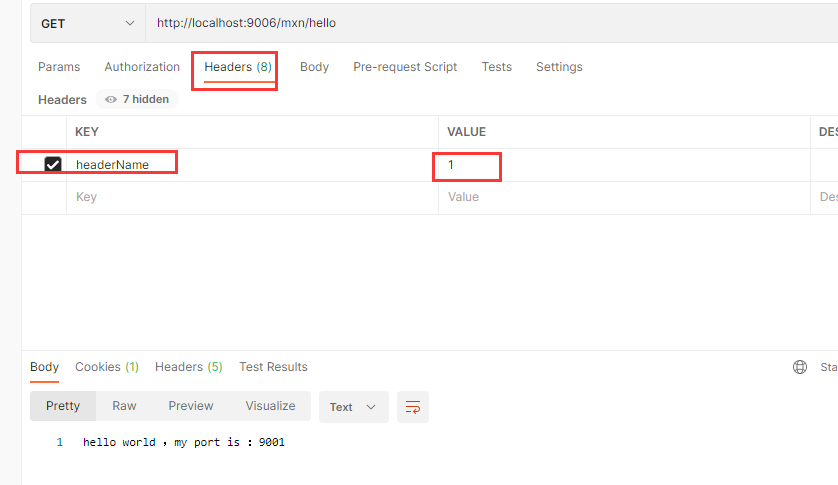 GET http://localhost:9006/mxn/hello
Params Authorization Headers (8) Body Pre-request Script Tests Settings
Headers 7 hidden
KEY VALUE DES
headerName 1
Key Value Des
Body Cookies (1) Headers (5) Test Results Sta
Pretty Raw Preview Visualize Text
1 hello world ，my port is : 9001